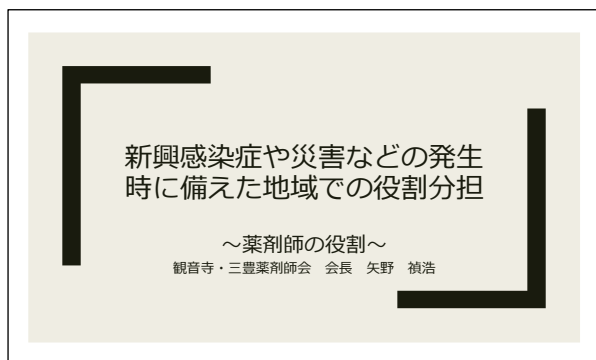 新興感染症や災害などの発生
時に備えた地域での役割分担
～薬剤師の役割～
観音寺・三豊薬剤師会　会長　矢野　禎浩